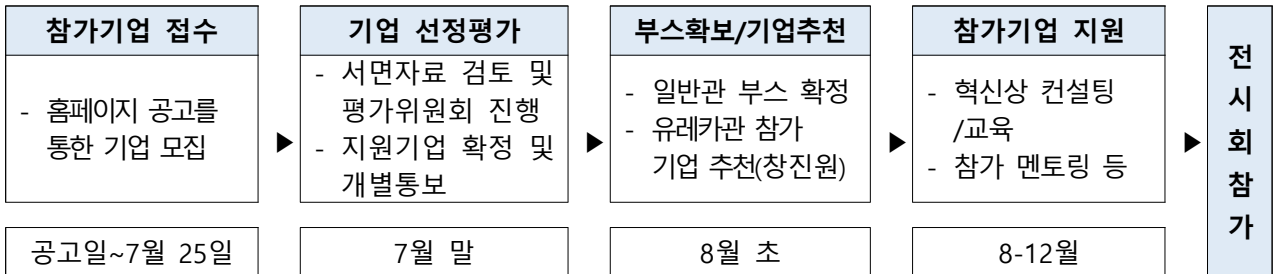 참가기업 접수
- 홈페이지 공고를
통한 기업 모집
공고일~7월 25일
▶
기업 선정평가
- 서면자료 검토 및
평가위원회 진행
- 지원기업 확정 및
개별통보
7월 말
▶
부스확보/기업추천
- 일반관 부스 확정
- 유레카관 참가
기업 추천(창진원)
8월 초
▶
참가기업 지원
- 혁신상 컨설팅
/교육
- 참가 멘토링 등
8-12월
▶
전
시
회
참
가